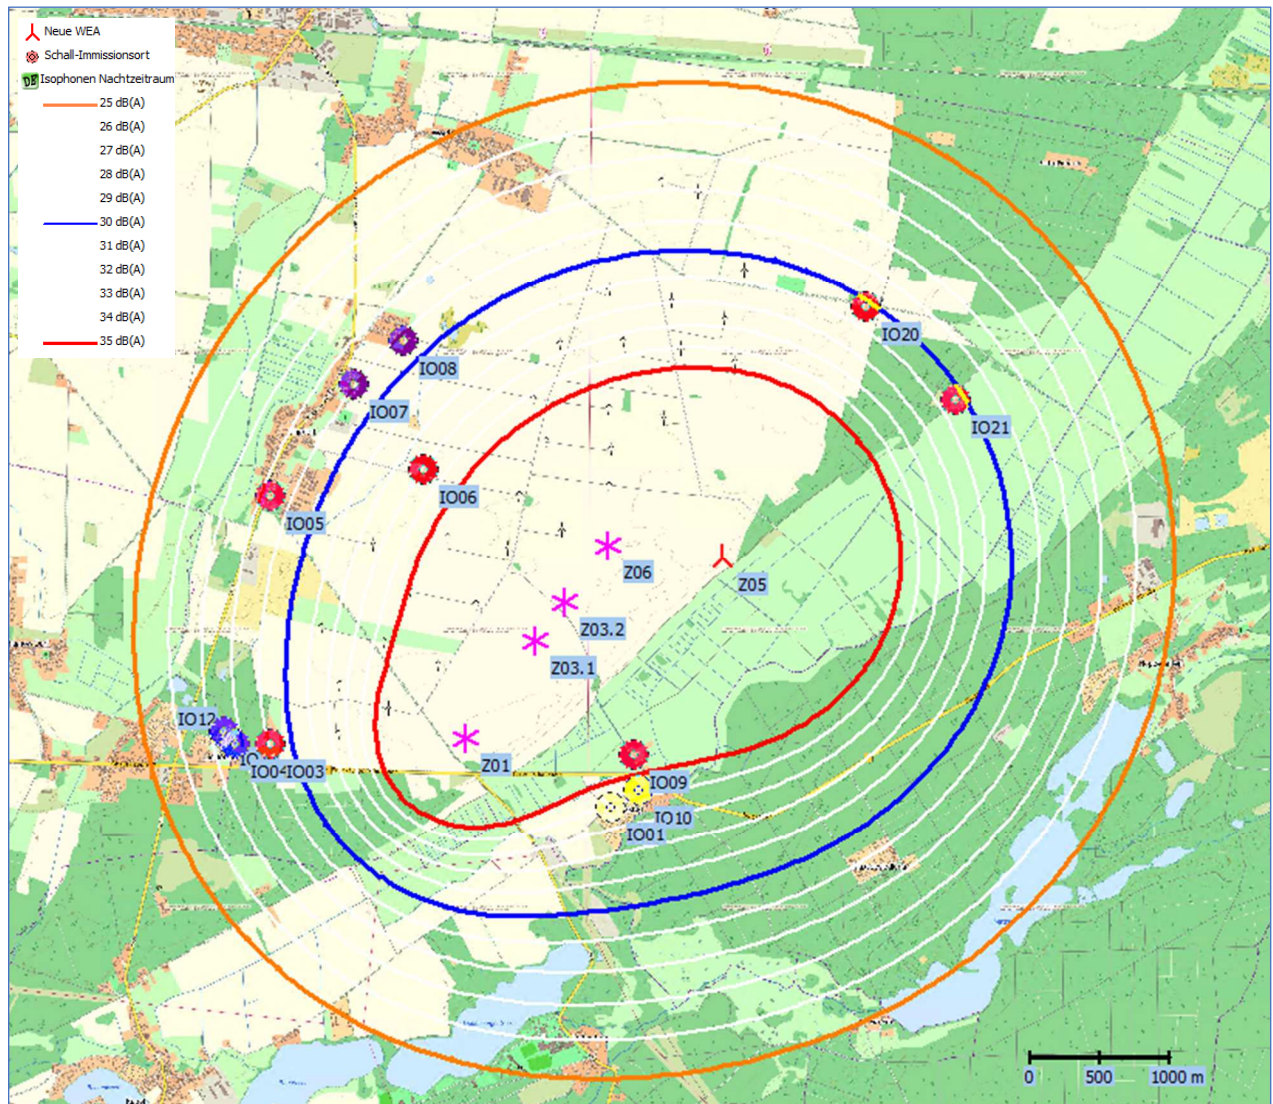 Neue WEA
Schall-Immissionsort
DB Isophonen Nachtzeitraum
25 dB(A)
26 dB(A)
27 dB(A)
28 dB(A)
29 dB(A)
30 dB(A)
31 dB(A)
32 dB(A)
33 dB(A)
34 dB(A)
35 dB(A)
IO20
IO08
IO07
IO21
IO06
IO05
Z06
Z05
Z03.2
Z03.1
IO12
Z01
IO04
IO03
IO09
IO10
IO01
0 500 1000 m